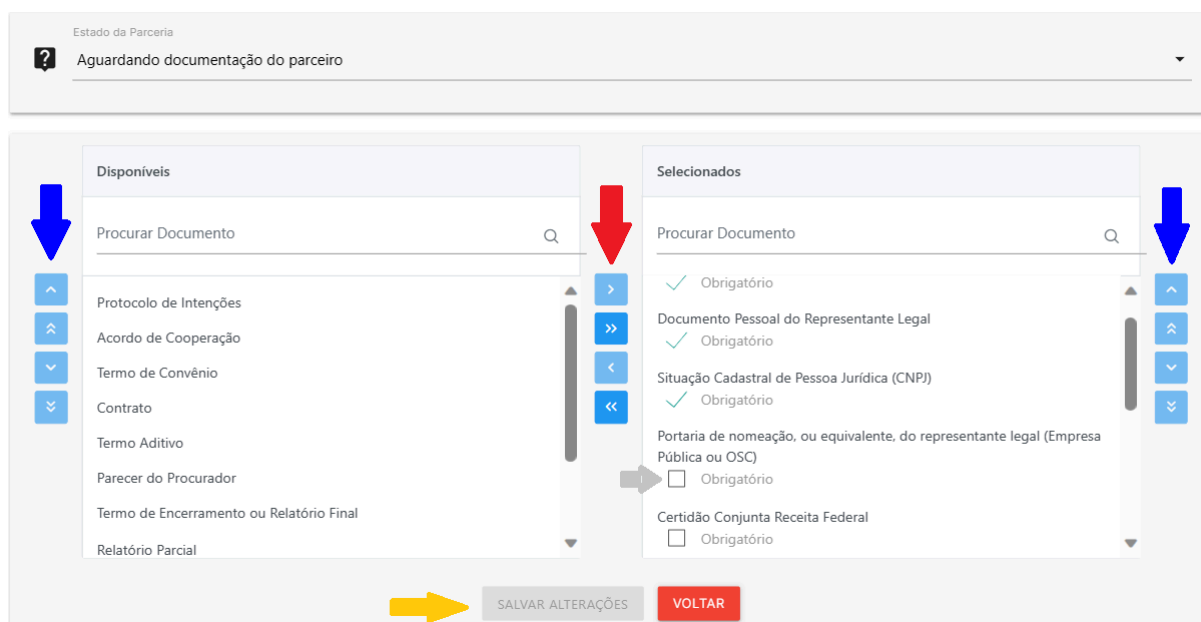 Estado da Parceria
Aguardando documentação do parceiro
Disponíveis
Procurar Documento
Protocolo de Intenções
Acordo de Cooperação
Termo de Convênio
Contrato
Termo Aditivo
Parecer do Procurador
Termo de Encerramento ou Relatório Final
Relatório Parcial
Selecionados
Procurar Documento
Obrigatório
Documento Pessoal do Representante Legal
Obrigatório
Situação Cadastral de Pessoa Jurídica (CNPJ)
Obrigatório
Portaria de nomeação, ou equivalente, do representante legal (Empresa
Pública ou OSC)
Obrigatório
Certidão Conjunta Receita Federal
Obrigatório
SALVAR ALTERAÇÕES
VOLTAR